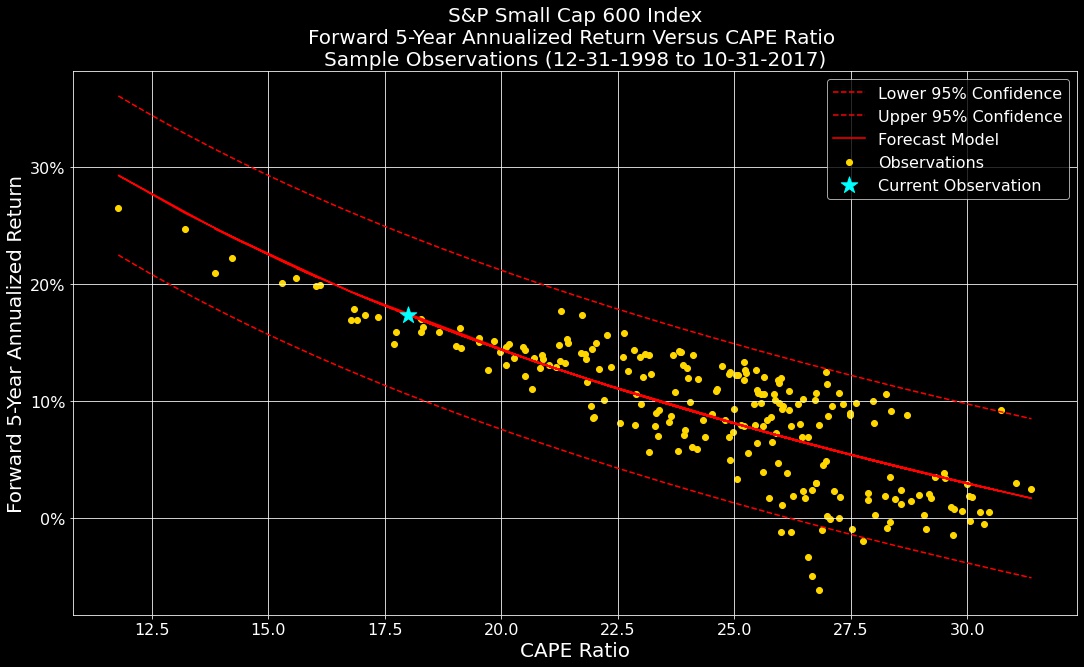 S&P Small Cap 600 Index
Forward 5-Year Annualized Return Versus CAPE Ratio
Sample Observations (12-31-1998 to 10-31-2017)
Lower 95% Confidence
Upper 95% Confidence
Forecast Model
Observations
Current Observation
Forward 5-Year Annualized Return
30%
20%
10%
0%
12.5 15.0 17.5 20.0 22.5 25.0 27.5 30.0
CAPE Ratio